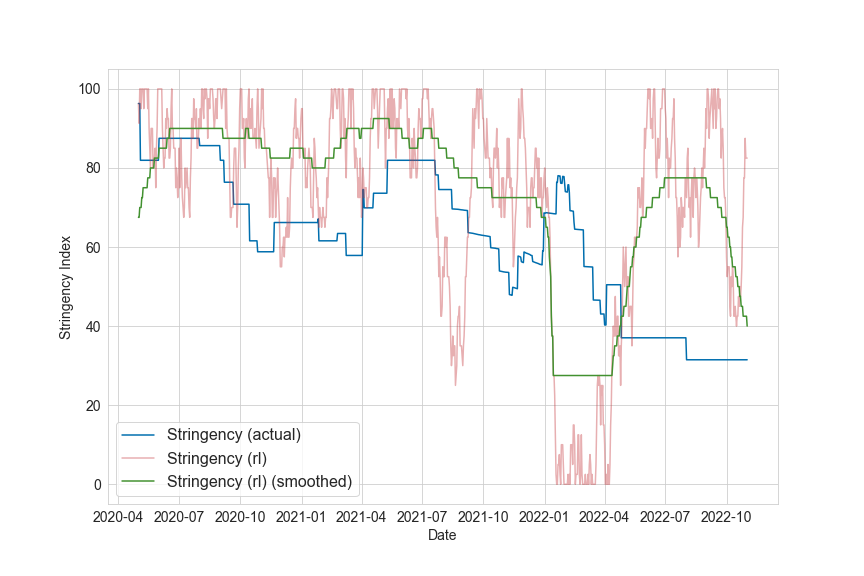 100
80
60
40
20
0
Stringency Index
Stringency (actual)
Stringency (rl)
Stringency (rl) (smoothed)
2020-04 2020-07 2020-10 2021-01 2021-04 2021-07 2021-10 2022-01 2022-04 2022-07 2022-10
Date